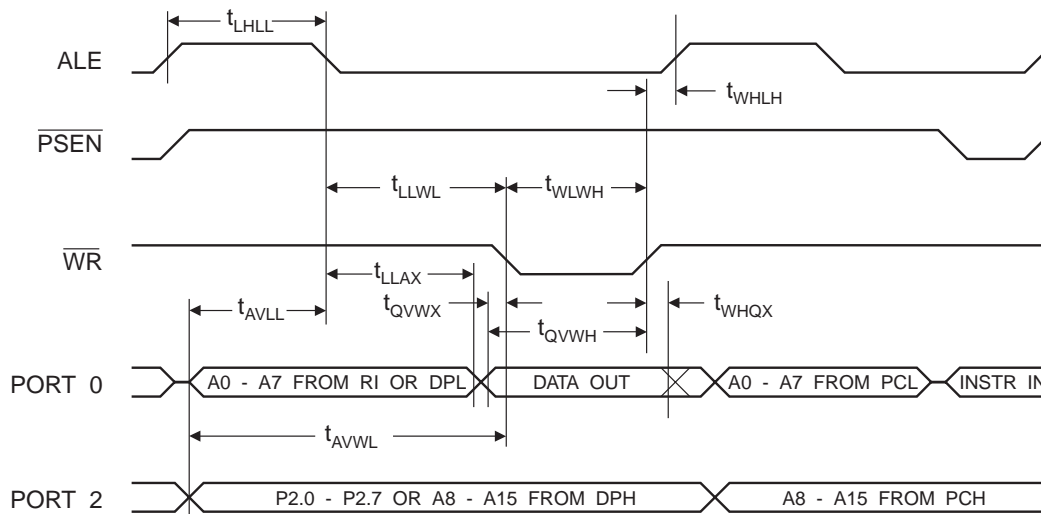 tLHLL
ALE
tWHLH
PSEN
tLLWL tWLWH
WR
tLLAX
tAVLL tQVWX tWHQX
tQVWH
PORT 0 A0 - A7 FROM RI OR DPL DATA OUT A0 - A7 FROM PCL INSTR IN
tAVWL
PORT 2 P2.0 - P2.7 OR A8 - A15 FROM DPH A8 - A15 FROM PCH